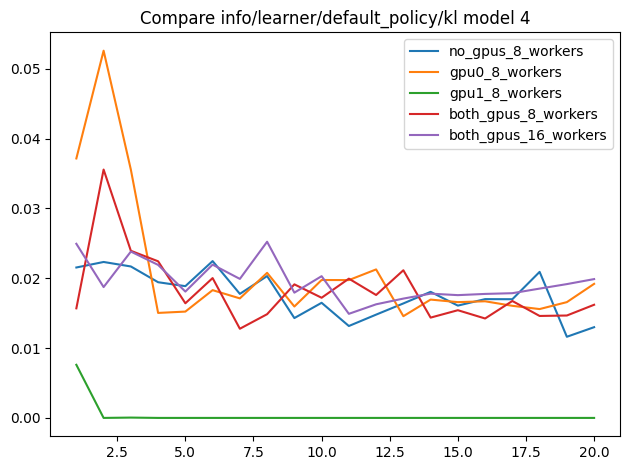 Compare info/learner/default_policy/kl model 4
no_gpus_8_workers
gpu0_8_workers
gpu1_8_workers
both_gpus_8_workers
both_gpus_16_workers
0.05
0.04
0.03
0.02
0.01
0.00
2.5 5.0 7.5 10.0 12.5 15.0 17.5 20.0